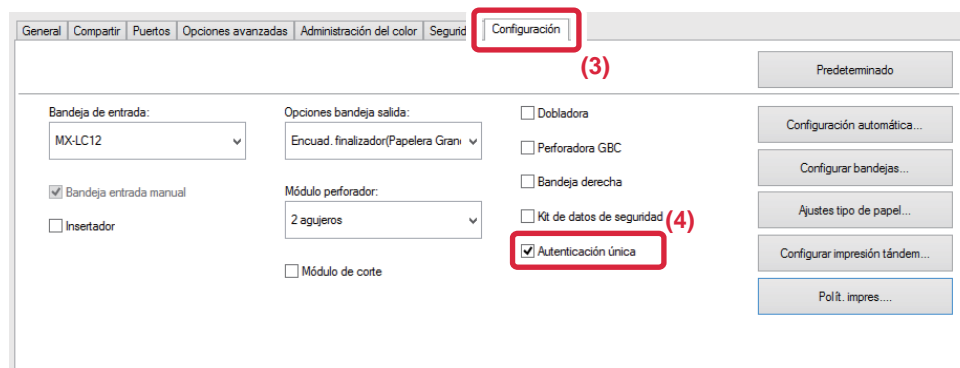 General Compartir Puertos Opciones avanzadas Administración del color Segurid Configuración
(3)
Predeterminado
Bandeja de entrada:
MX-LC12
Bandeja entrada manual
Insertador
Opciones bandeja salida:
Encuad. finalizador(Papelera Gran
Módulo perforador:
2 agujeros
Módulo de corte
Dobladora
Perforadora GBC
Bandeja derecha
Kit de datos de seguridad
(4)
Autenticación única
Configuración automática...
Configurar bandejas...
Ajustes tipo de papel...
Configurar impresión tándem...
Polít. impres....